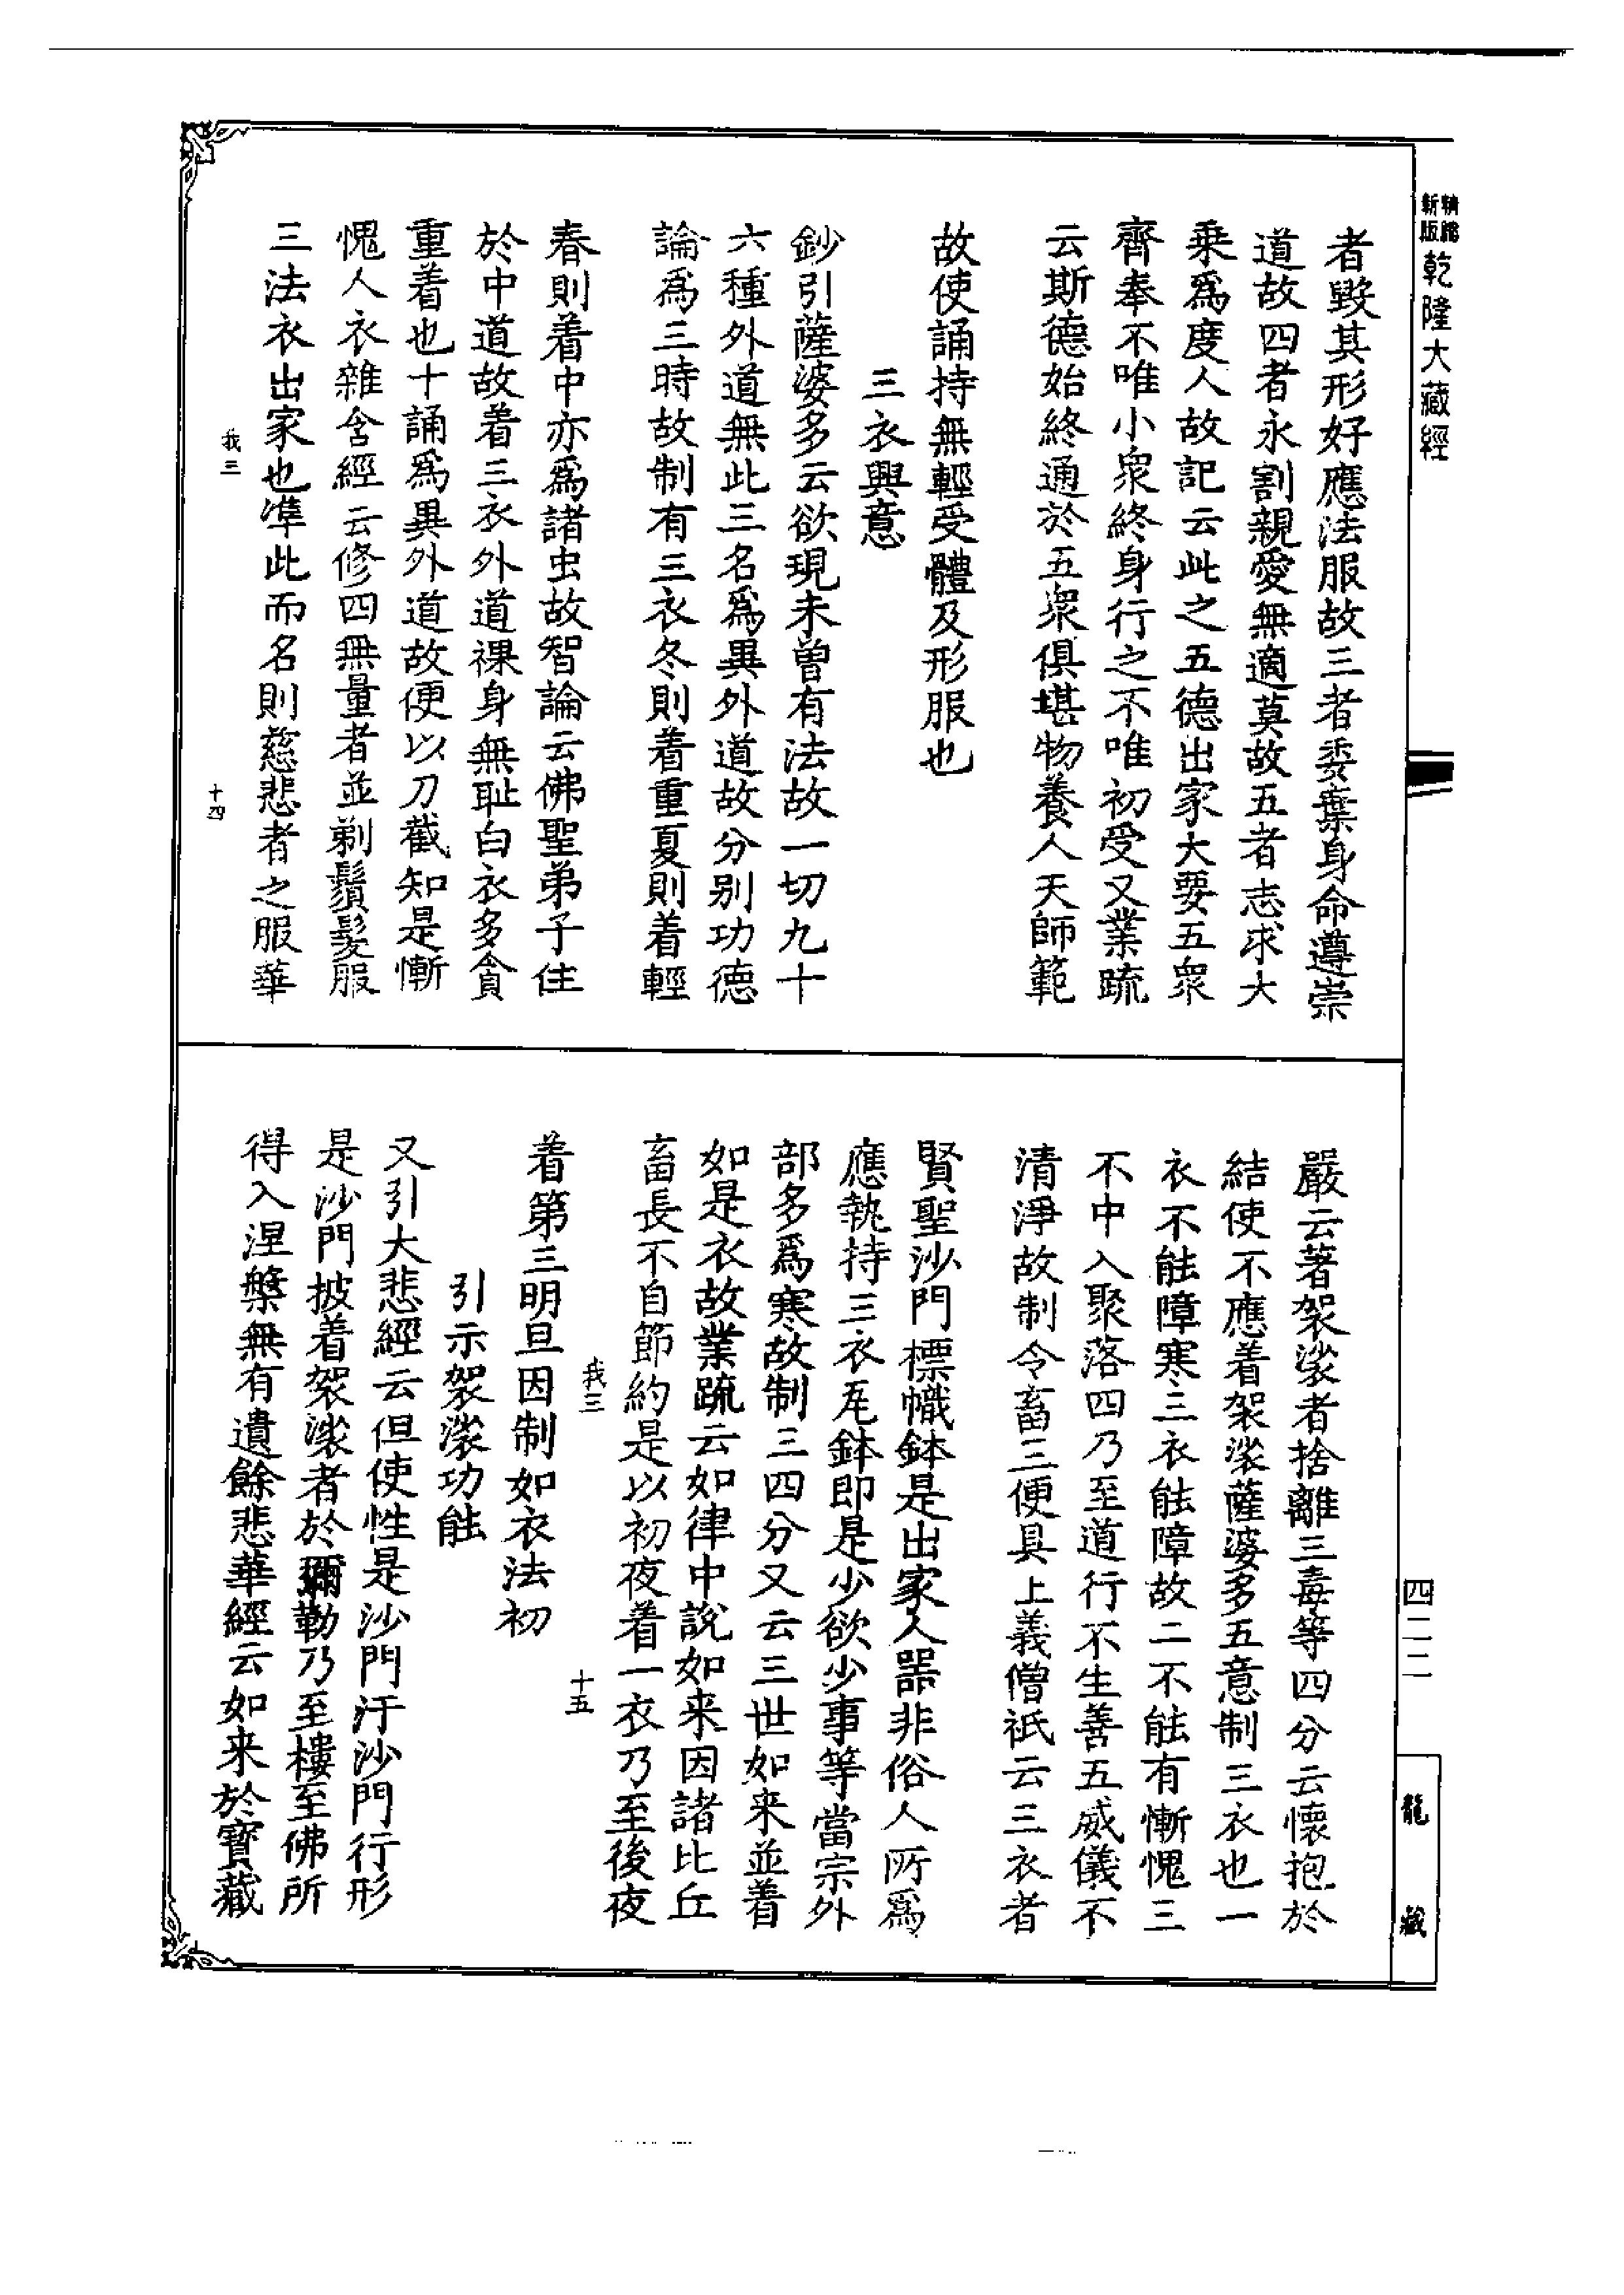 精縮
新版
乾隆大藏經
者毀其形好應法服故三者委棄身命遵崇
道故四者永割親愛無適莫故五者志求大
乗爲度人故記云此之五德出家大要五衆
齊奉不唯小衆終身行之不唯初受又業疏
云斯德始終通於五衆俱堪物養人天師範
故使誦持無輕受體及形服也
三衣興意
鈔引薩婆多云欲現未曾有法故一切九十
六種外道無此三名爲異外道故分别功德
論爲三時故制有三衣冬則着重夏則着輕
春則着中亦爲諸虫故智論云佛聖弟子住
於中道故着三衣外道裸身無耻白衣多貪
重着也十誦爲異外道故便以刀截知是慚
愧人衣雜含經云修四無量者並剃鬚髮服
三法衣出家也準此而名則慈悲者之服華
我三
十四
嚴云著袈裟者捨離三毒等四分云懷抱於
結使不應着袈裟薩婆多五意制三衣也一
衣不能障寒三衣能障故二不能有慚愧三
不中入聚落四乃至道行不生善五威儀不
清淨故制令畜三便具上義僧祇云三衣者
賢聖沙門標幟鉢是出家人器非俗人所爲
應執持三衣瓦鉢即是少欲少事等當宗外
部多爲寒故制三四分又云三世如来並着
如是衣故業疏云如律中說如来因諸比丘
畜長不自節約是以初夜着一衣乃至後夜
我三
十五
着第三明旦因制如衣法初
引示袈裟功能
又引大悲經云但使性是沙門汙沙門行形
是沙門披着袈裟者於彌勒乃至樓至佛所
得入涅槃無有遺餘悲華經云如来於寶藏
四二二
龍藏